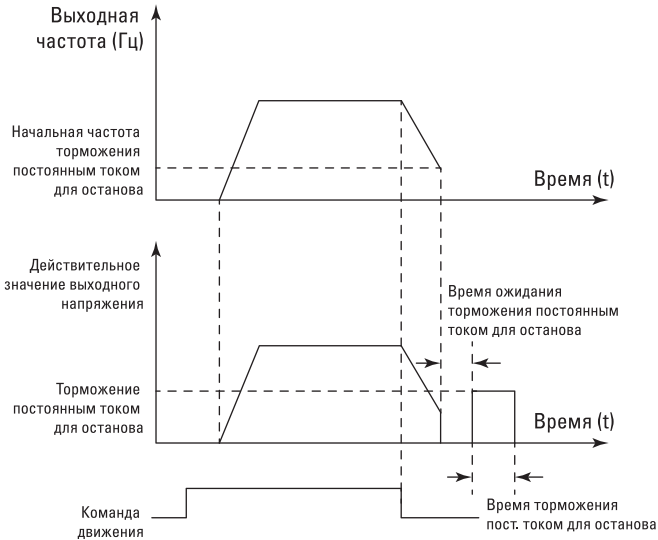 Выходная
частота (Гц)
Начальная частота
торможения
постоянным током
для останова
Время (t)
Действительное
значение выходного
напряжения
Время ожидания
торможения постоянным
током для останова
Торможение
постоянным током
для останова
Время (t)
Команда
движения
Время торможения
пост. током для останова